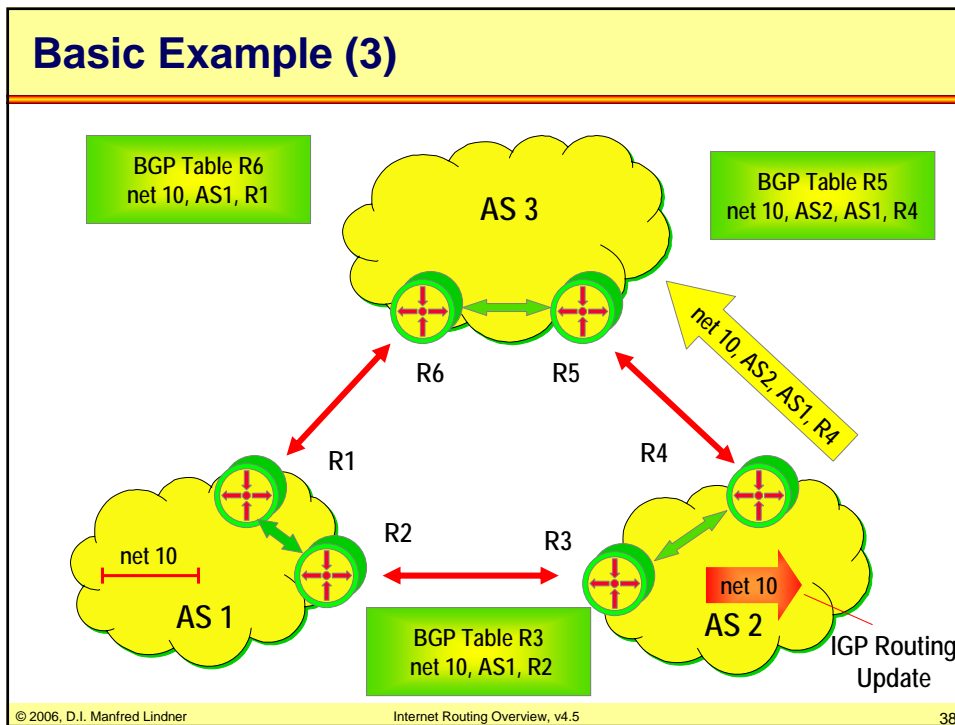 Basic Example (3)
BGP Table R6
net 10, AS1, R1
AS 3
BGP Table R5
net 10, AS2, AS1, R4
net 10, AS2, AS1, R4
R6
R5
R1
R4
R2
R3
net 10
AS 1
net 10
AS 2
BGP Table R3
net 10, AS1, R2
IGP Routing
Update
© 2006, D.I. Manfred Lindner
Internet Routing Overview, v4.5
38